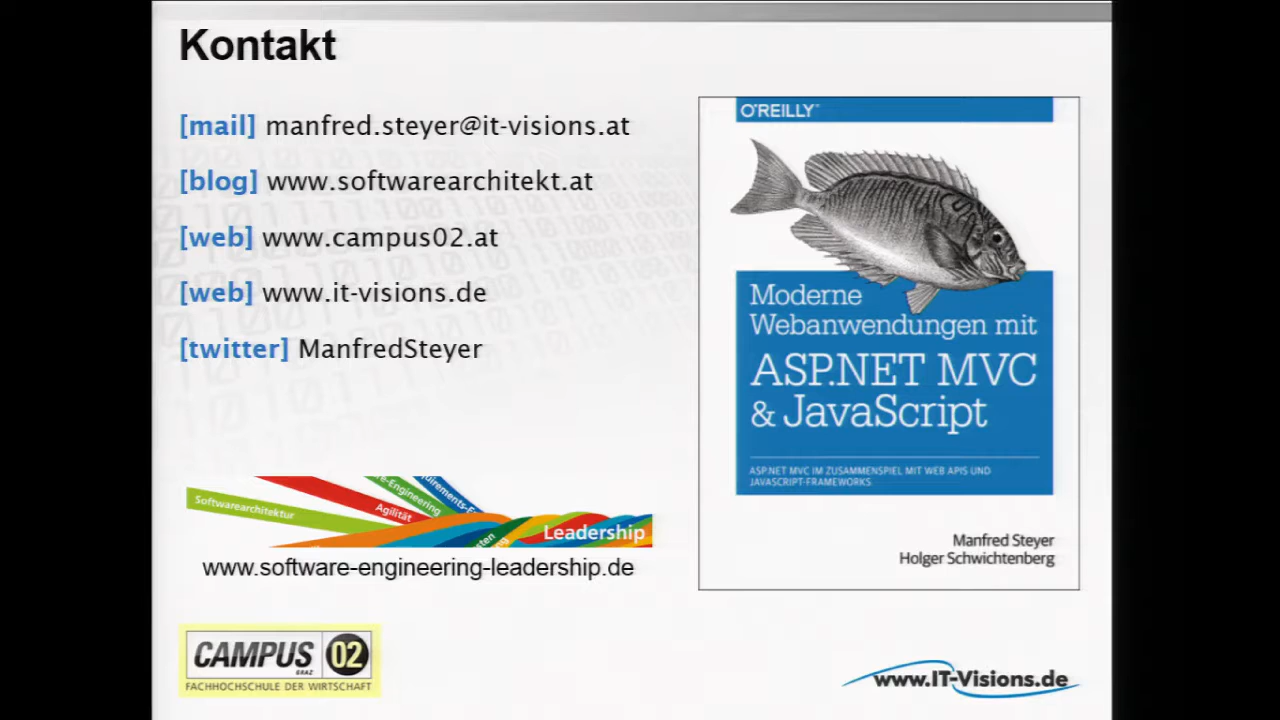 Kontakt
[mail] manfred.steyer@it-visions.at
[blog] www.softwarearchitekt.at
[web] www.campus02.at
[web] www.it-visions.de
[twitter] ManfredSteyer
O'REILLY™
Moderne
Webanwendungen mit
ASP.NET MVC
& JavaScript
ASP.NET MVC IM ZUSAMMENSPIEL MIT WEB APIS UND
JAVASCRIPT-FRAMEWORKS
Manfred Steyer
Holger Schwichtenberg
Softwarearchitektur
Agilität
Leadership
www.software-engineering-leadership.de
CAMPUS 02
GRAZ
FACHHOCHSCHULE DER WIRTSCHAFT
www.IT-Visions.de